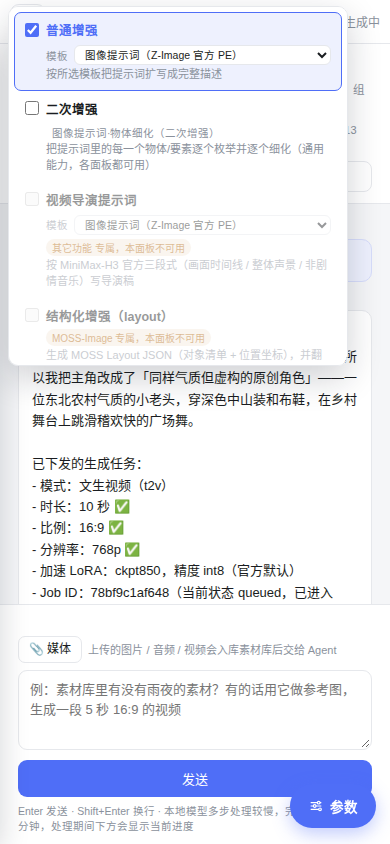 普通增强
模板 图像提示词（Z-Image 官方 PE）
按所选模板把提示词扩写成完整描述
二次增强
图像提示词·物体细化（二次增强）
把提示词里的每一个物体/要素逐个枚举并逐个细化（通用
能力，各面板都可用）
视频导演提示词
模板 图像提示词（Z-Image 官方 PE）
其它功能 专属，本面板不可用
按 MiniMax-H3 官方三段式（画面时间线 / 整体声景 / 非剧
情音乐）写导演稿
结构化增强（layout）
MOSS-Image 专属，本面板不可用
生成 MOSS Layout JSON（对象清单 + 位置坐标），并翻
生成中
组
13
所
以我把主角改成了「同样气质但虚构的原创角色」——一
位东北农村气质的小老头，穿深色中山装和布鞋，在乡村
舞台上跳滑稽欢快的广场舞。
已下发的生成任务：
- 模式：文生视频（t2v）
- 时长：10 秒 ✅
- 比例：16:9 ✅
- 分辨率：768p ✅
- 加速 LoRA：ckpt850，精度 int8（官方默认）
- Job ID：78bf9c1af648（当前状态 queued，已进入
📎 媒体 上传的图片 / 音频 / 视频会入库素材库后交给 Agent
例：素材库里有没有雨夜的素材？有的话用它做参考图，
生成一段 5 秒 16:9 的视频
发送
Enter 发送 · Shift+Enter 换行 · 本地模型多步处理较慢，
分钟，处理期间下方会显示当前进度
参数